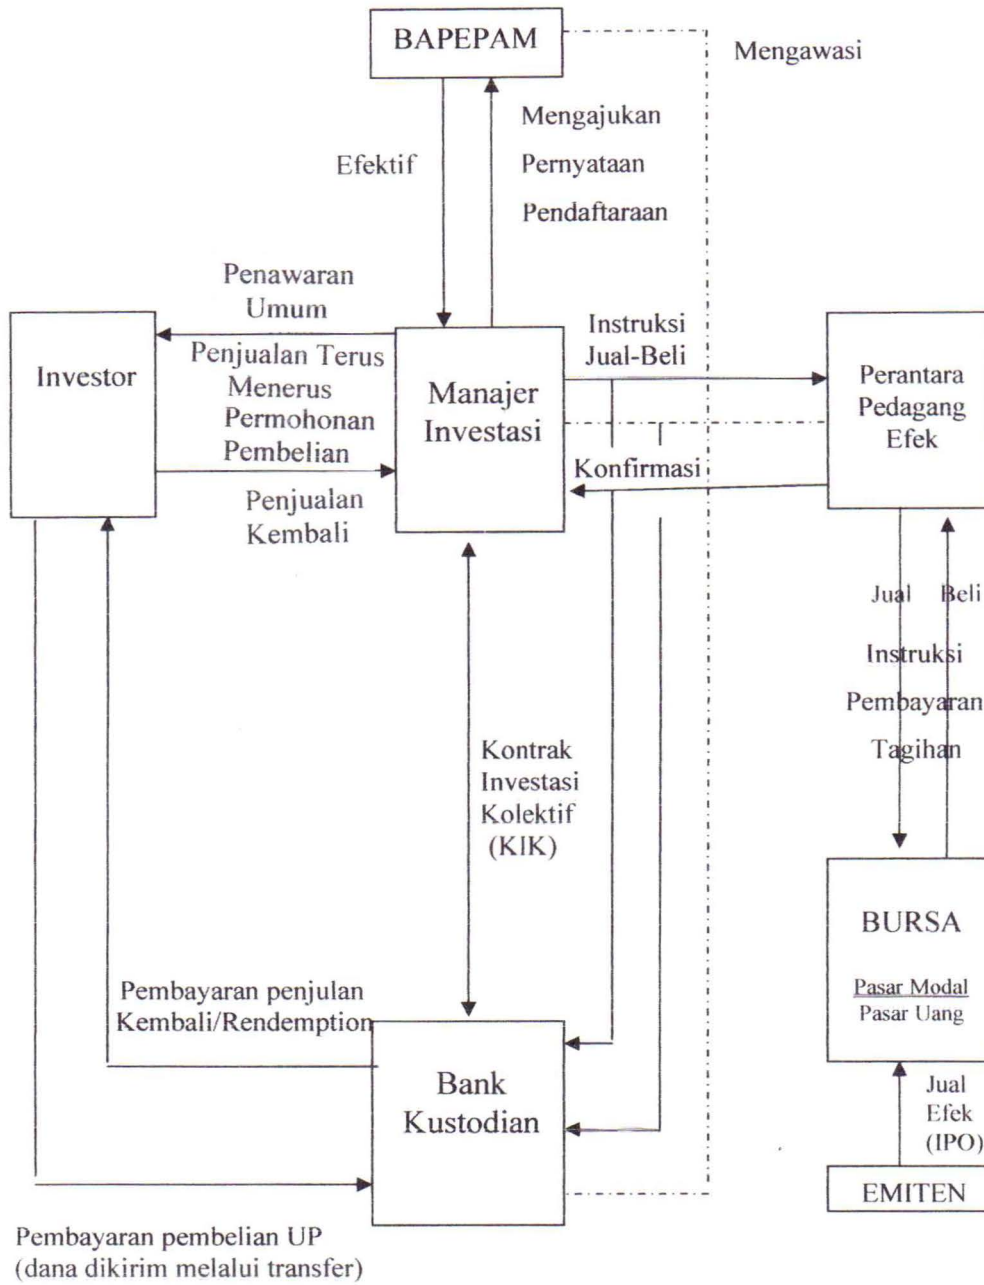 BAPEPAM
Mengawasi
Mengajukan
Pernyataan
Pendaftaraan
Efektif
Penawaran
Umum
Investor
Penjualan Terus
Menerus
Permohonan
Pembelian
Penjualan
Kembali
Manajer
Investasi
Instruksi
Jual-Beli
Konfirmasi
Perantara
Pedagang
Efek
Jual Beli
Instruksi
Pembayaran
Tagihan
Kontrak
Investasi
Kolektif
(KIK)
BURSA
Pasar Modal
Pasar Uang
Pembayaran penjulan
Kembali/Rendemption
Bank
Kustodian
Jual
Efek
(IPO)
EMITEN
Pembayaran pembelian UP
(dana dikirim melalui transfer)